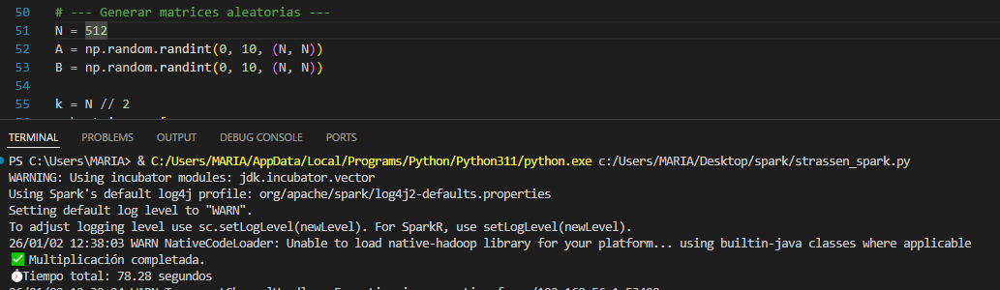 50 # --- Generar matrices aleatorias ---
51 N = 512
52 A = np.random.randint(0, 10, (N, N))
53 B = np.random.randint(0, 10, (N, N))
54
55 k = N // 2
TERMINAL PROBLEMS OUTPUT DEBUG CONSOLE PORTS
PS C:\Users\MARIA> & C:/Users/MARIA/AppData/Local/Programs/Python/Python311/python.exe c:/Users/MARIA/Desktop/spark/strassen_spark.py
WARNING: Using incubator modules: jdk.incubator.vector
Using Spark's default log4j profile: org/apache/spark/log4j2-defaults.properties
Setting default log level to "WARN".
To adjust logging level use sc.setLogLevel(newLevel). For SparkR, use setLogLevel(newLevel).
26/01/02 12:38:03 WARN NativeCodeLoader: Unable to load native-hadoop library for your platform... using builtin-java classes where applicable
✅ Multiplicación completada.
⏱Tiempo total: 78.28 segundos